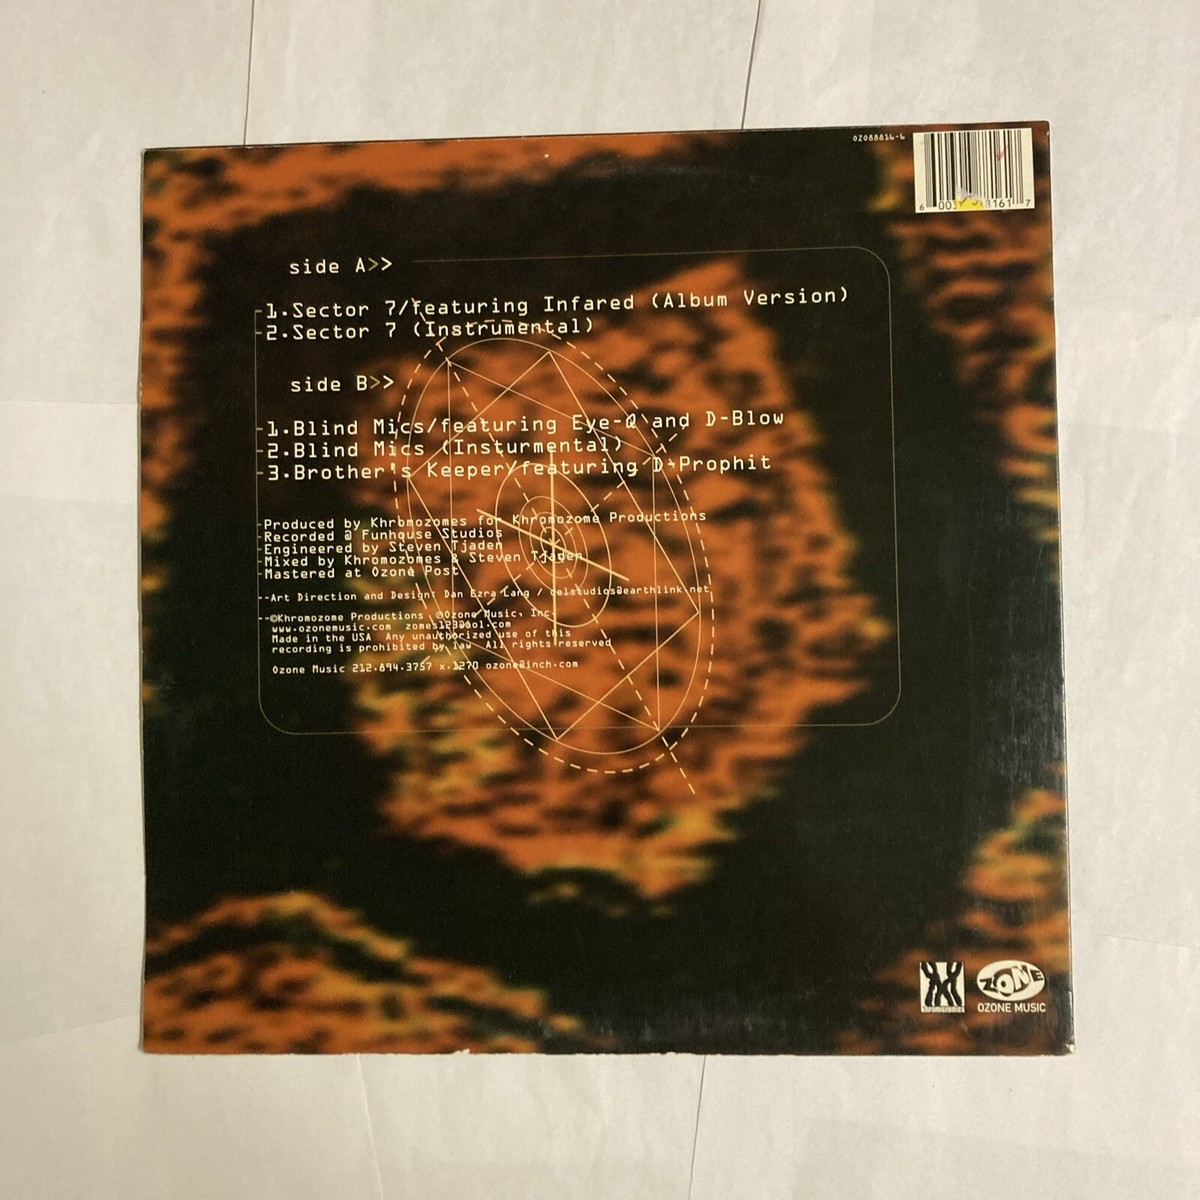 OZO88816-6
side A>>
1.Sector 7/featuring Infared (Album Version)
2.Sector 7 (Instrumental)
side B>>
1.Blind Mics/featuring Eye-Q and D-Blow
2.Blind Mics (Insturmental)
3.Brother's Keeper/featuring D-Prophit
-Produced by Khromozomes for Khromozome Productions
-Recorded @ Funhouse Studios
-Engineered by Steven Tjaden
-Mixed by Khromozomes & Steven Tjaden
-Mastered at Ozone Post
--Art Direction and Design: Dan Ezra Lang / delstudios@earthlink.net
--©Khromozome Productions ℗Ozone Music, Inc.
www.ozonemusic.com zomes123@aol.com
Made in the USA Any unauthorized use of this
recording is prohibited by law All rights reserved
Ozone Music 212.894.3757 x.1270 ozone@inch.com
Khromozomes
OZONE
OZONE MUSIC